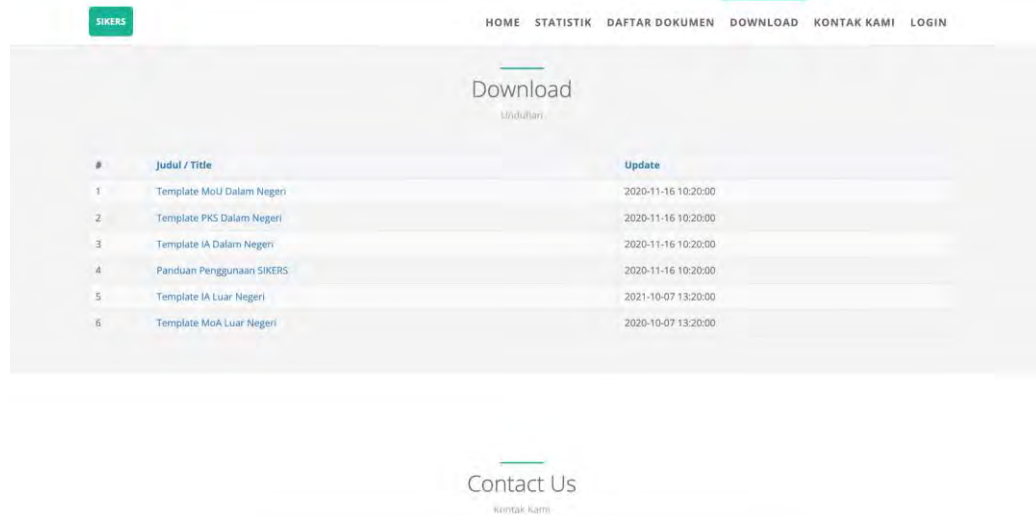 SIKERS HOME STATISTIK DAFTAR DOKUMEN DOWNLOAD KONTAK KAMI LOGIN
Download
Unduhan
# Judul / Title Update
1 Template MoU Dalam Negeri 2020-11-16 10:20:00
2 Template PKS Dalam Negeri 2020-11-16 10:20:00
3 Template IA Dalam Negeri 2020-11-16 10:20:00
4 Panduan Penggunaan SIKERS 2020-11-16 10:20:00
5 Template IA Luar Negeri 2021-10-07 13:20:00
6 Template MoA Luar Negeri 2020-10-07 13:20:00
Contact Us
Kontak Kami